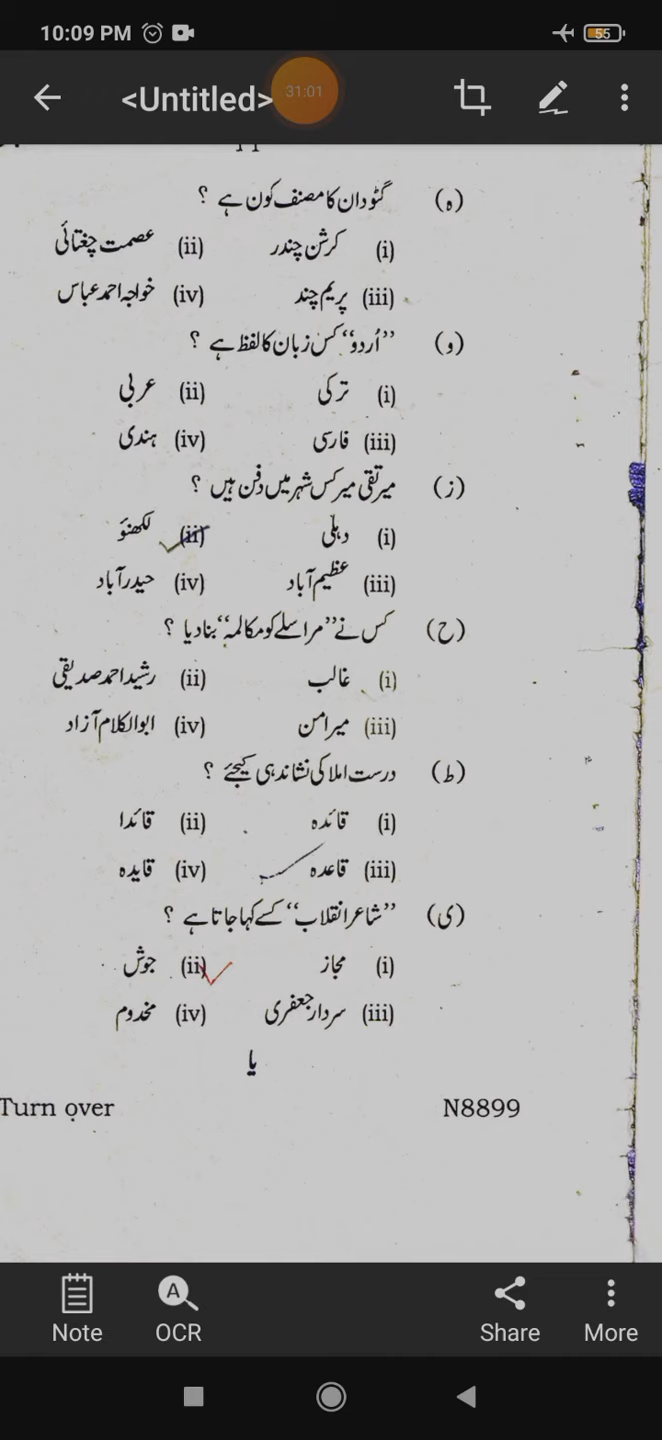 10:09 PM 55
<Untitled> 31:01
(ہ) گئودان کا مصنف کون ہے ؟
(i) کرشن چندر (ii) عصمت چغتائی
(iii) پریم چند (iv) خواجہ احمد عباس
(و) ’’اُردو‘‘ کس زبان کا لفظ ہے ؟
(i) ترکی (ii) عربی
(iii) فارسی (iv) ہندی
(ز) میر تقی میر کس شہر میں دفن ہیں ؟
(i) دہلی (ii) لکھنؤ
(iii) عظیم آباد (iv) حیدرآباد
(ح) کس نے ’’مراسلے کو مکالمہ‘‘ بنا دیا ؟
(i) غالب (ii) رشید احمد صدیقی
(iii) میرامن (iv) ابوالکلام آزاد
(ط) درست املا کی نشاندہی کیجئے ؟
(i) قائدہ (ii) قائدا
(iii) قاعدہ (iv) قایدہ
(ی) ’’شاعر انقلاب‘‘ کسے کہا جاتا ہے ؟
(i) مجاز (ii) جوش
(iii) سردار جعفری (iv) مخدوم
یا
Turn over N8899
Note OCR Share More